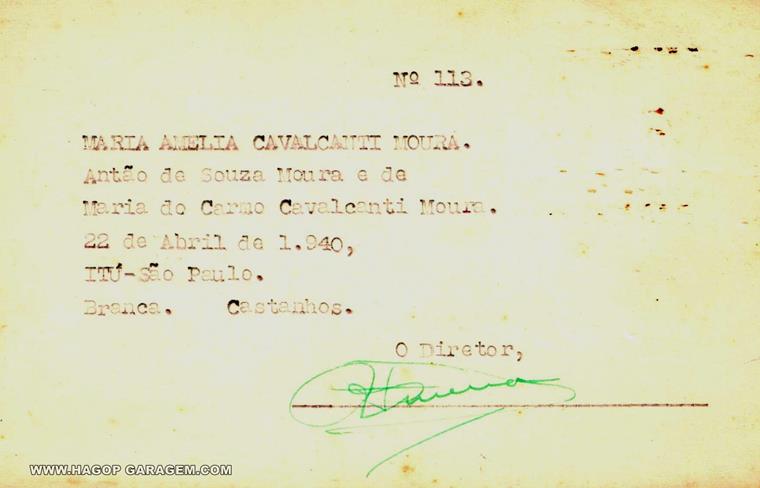 Nº 113.
MARIA AMELIA CAVALCANTI MOURA.
Antão de Souza Moura e de
Maria do Carmo Cavalcanti Moura.
22 de Abril de 1.940,
ITÚ-São Paulo.
Branca. Castanhos.
O Diretor,
WWW.HAGOP GARAGEM.COM